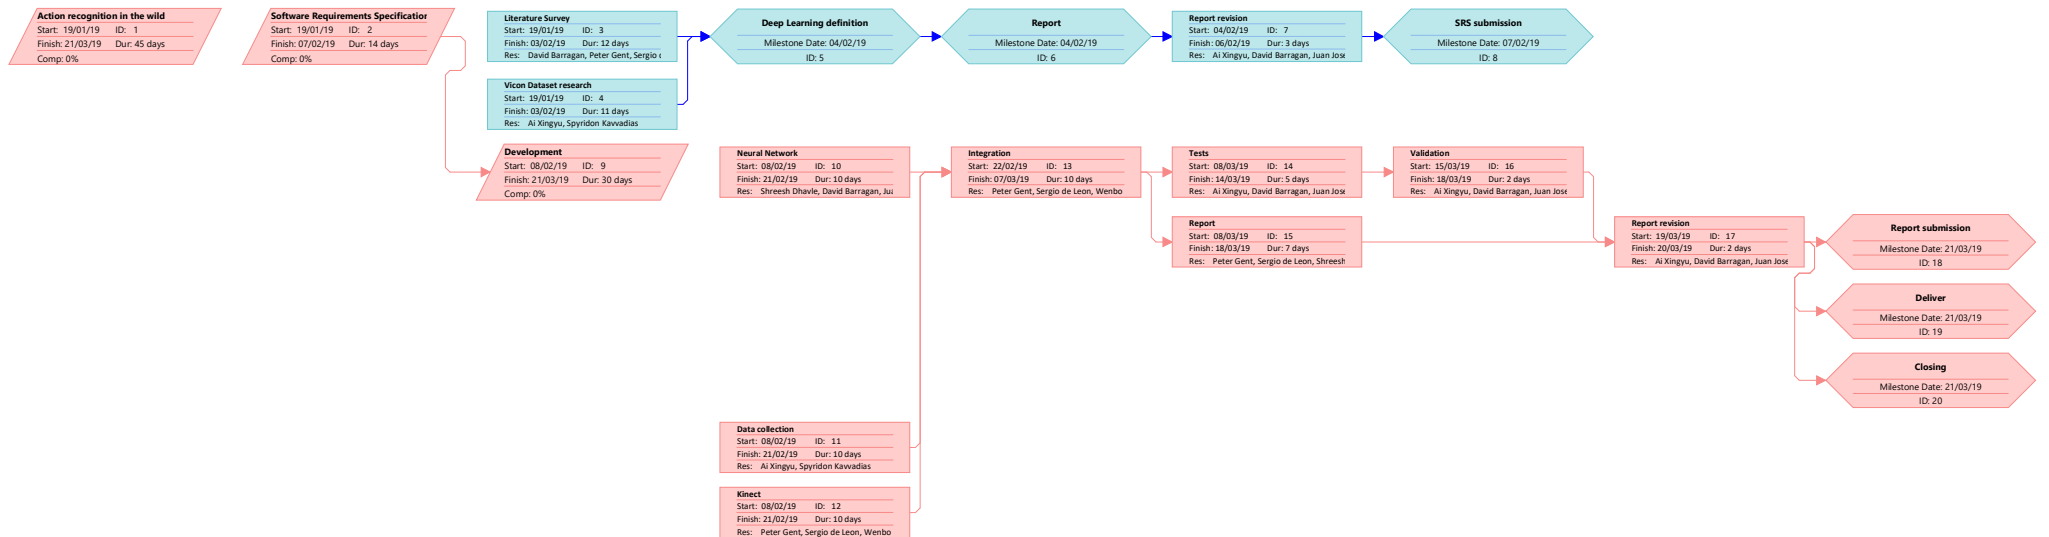 Action recognition in the wild
Start: 19/01/19 ID: 1
Finish: 21/03/19 Dur: 45 days
Comp: 0%
Software Requirements Specification
Start: 19/01/19 ID: 2
Finish: 07/02/19 Dur: 14 days
Comp: 0%
Literature Survey
Start: 19/01/19 ID: 3
Finish: 03/02/19 Dur: 12 days
Res: David Barragan, Peter Gent, Sergio
Deep Learning definition
Milestone Date: 04/02/19
ID: 5
Report
Milestone Date: 04/02/19
ID: 6
Report revision
Start: 04/02/19 ID: 7
Finish: 06/02/19 Dur: 3 days
Res: Ai Xingyu, David Barragan, Juan Jose
SRS submission
Milestone Date: 07/02/19
ID: 8
Vicon Dataset research
Start: 19/01/19 ID: 4
Finish: 03/02/19 Dur: 11 days
Res: Ai Xingyu, Spyridon Kavvadias
Development
Start: 08/02/19 ID: 9
Finish: 21/03/19 Dur: 30 days
Comp: 0%
Neural Network
Start: 08/02/19 ID: 10
Finish: 21/02/19 Dur: 10 days
Res: Shreesh Dhavle, David Barragan,
Integration
Start: 22/02/19 ID: 13
Finish: 07/03/19 Dur: 10 days
Res: Peter Gent, Sergio de Leon, Wenbo
Tests
Start: 08/03/19 ID: 14
Finish: 14/03/19 Dur: 5 days
Res: Ai Xingyu, David Barragan, Juan Jose
Validation
Start: 15/03/19 ID: 16
Finish: 18/03/19 Dur: 2 days
Res: Ai Xingyu, David Barragan, Juan Jose
Report
Start: 08/03/19 ID: 15
Finish: 18/03/19 Dur: 7 days
Res: Peter Gent, Sergio de Leon, Shreesh
Report revision
Start: 19/03/19 ID: 17
Finish: 20/03/19 Dur: 2 days
Res: Ai Xingyu, David Barragan, Juan Jose
Report submission
Milestone Date: 21/03/19
ID: 18
Deliver
Milestone Date: 21/03/19
ID: 19
Closing
Milestone Date: 21/03/19
ID: 20
Data collection
Start: 08/02/19 ID: 11
Finish: 21/02/19 Dur: 10 days
Res: Ai Xingyu, Spyridon Kavvadias
Kinect
Start: 08/02/19 ID: 12
Finish: 21/02/19 Dur: 10 days
Res: Peter Gent, Sergio de Leon, Wenbo